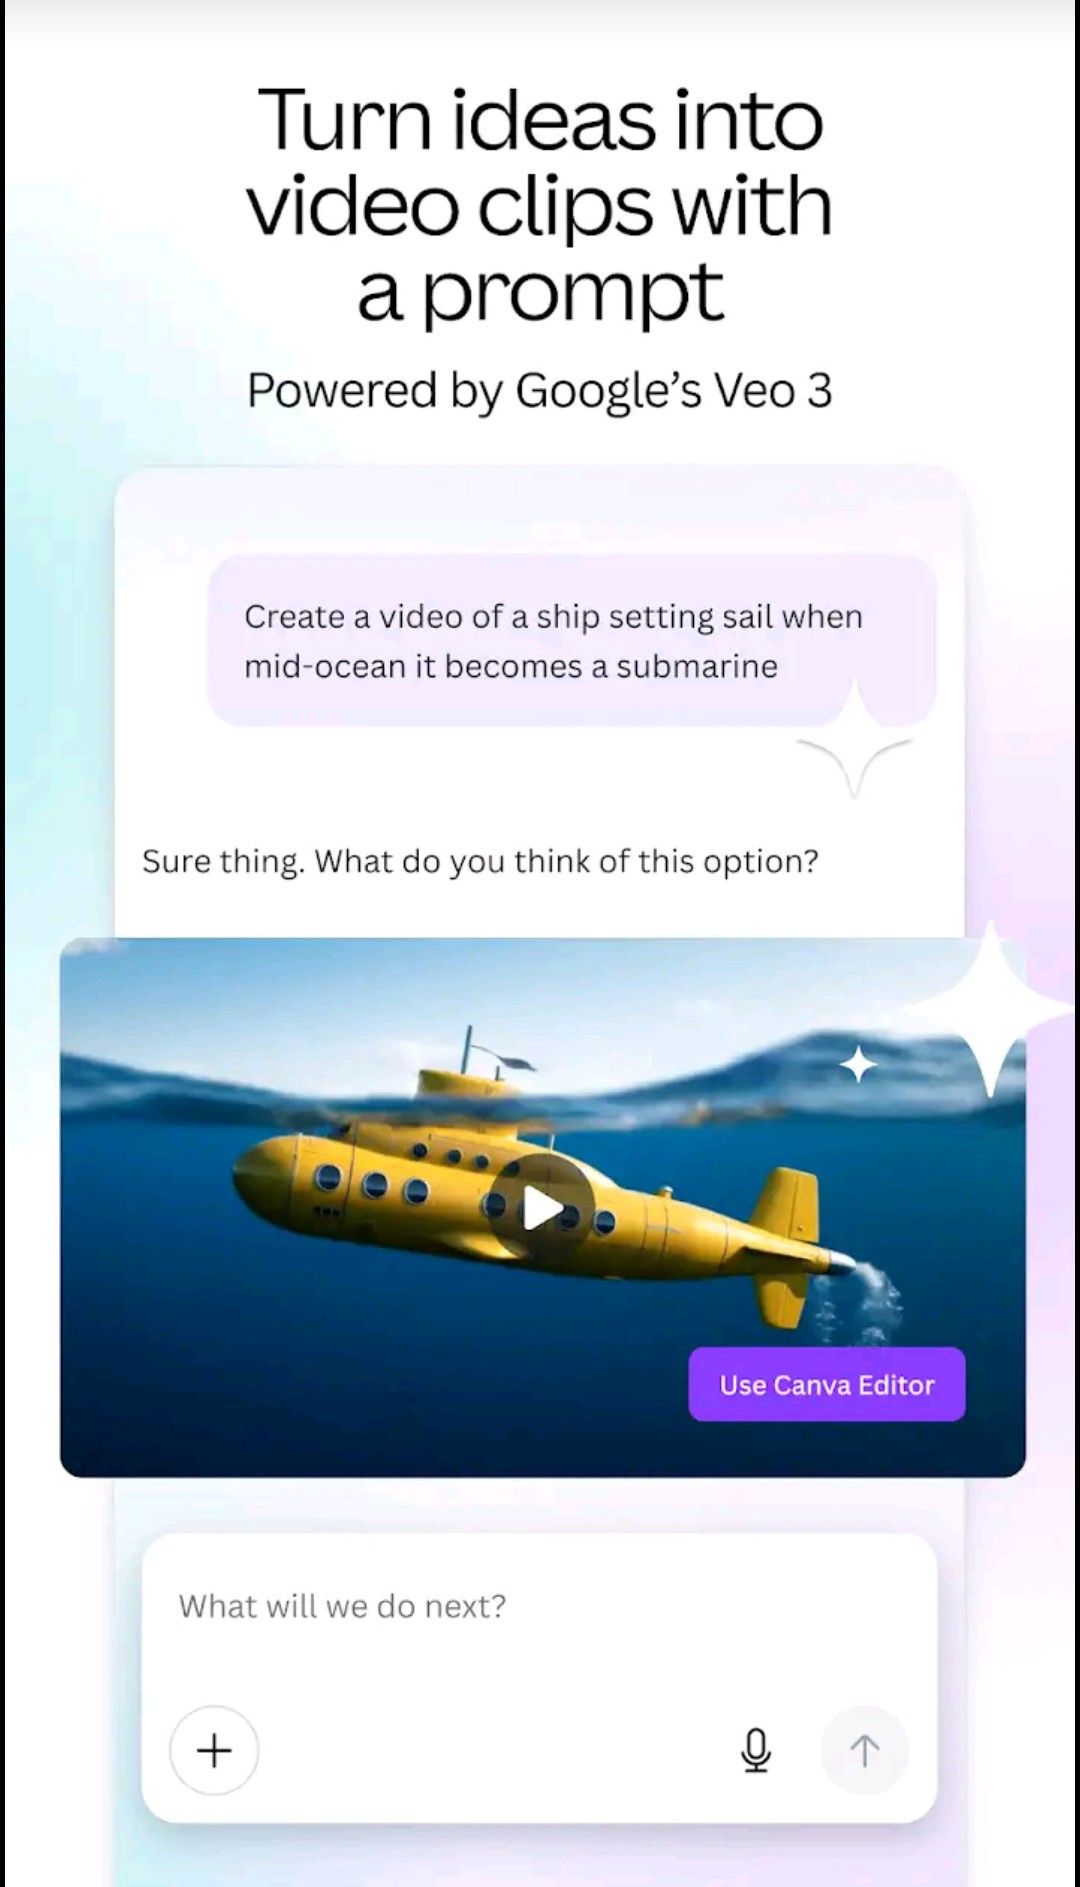 Turn ideas into
video clips with
a prompt
Powered by Google’s Veo 3
Create a video of a ship setting sail when
mid-ocean it becomes a submarine
Sure thing. What do you think of this option?
Use Canva Editor
What will we do next?